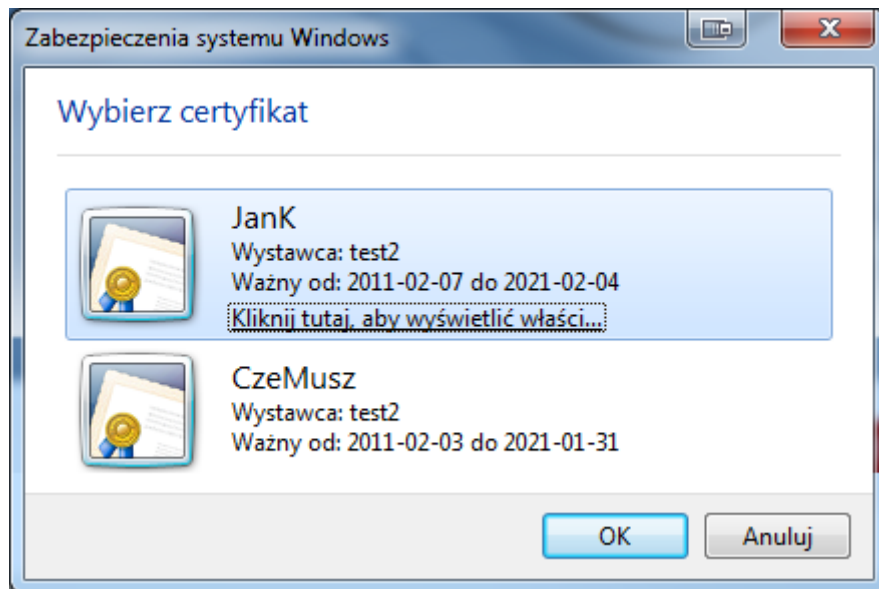 Zabezpieczenia systemu Windows
Wybierz certyfikat
JanK
Wystawca: test2
Ważny od: 2011-02-07 do 2021-02-04
Kliknij tutaj, aby wyświetlić właści...
CzeMusz
Wystawca: test2
Ważny od: 2011-02-03 do 2021-01-31
OK
Anuluj